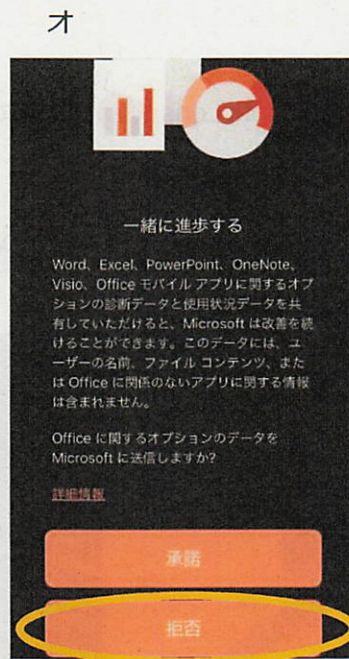 オ
一緒に進歩する
Word、Excel、PowerPoint、OneNote、
Visio、Office モバイル アプリに関するオプ
ションの診断データと使用状況データを共
有していただけると、Microsoft は改善を続
けることができます。このデータには、ユ
ーザーの名前、ファイル コンテンツ、また
は Office に関係のないアプリに関する情報
は含まれません。
Office に関するオプションのデータを
Microsoft に送信しますか?
詳細情報
承諾
拒否